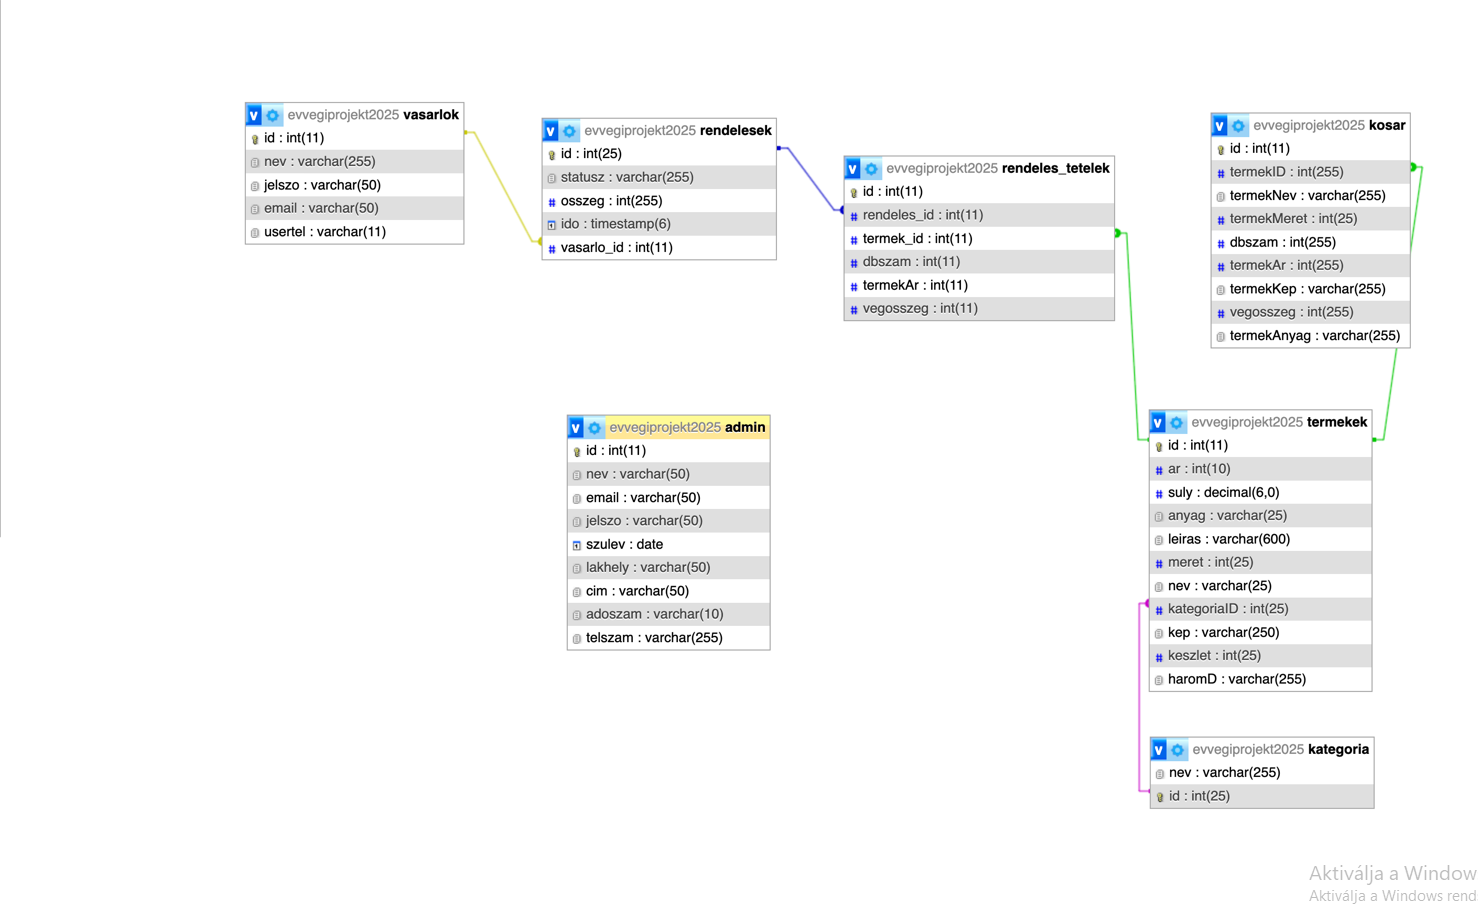 v evvegiprojekt2025 vasarlok
id : int(11)
nev : varchar(255)
jelszo : varchar(50)
email : varchar(50)
usertel : varchar(11)
v evvegiprojekt2025 rendelesek
id : int(25)
statusz : varchar(255)
# osszeg : int(255)
ido : timestamp(6)
# vasarlo_id : int(11)
v evvegiprojekt2025 rendeles_tetelek
id : int(11)
# rendeles_id : int(11)
# termek_id : int(11)
# dbszam : int(11)
# termekAr : int(11)
# vegosszeg : int(11)
v evvegiprojekt2025 kosar
id : int(11)
# termekID : int(255)
termekNev : varchar(255)
# termekMeret : int(25)
# dbszam : int(255)
# termekAr : int(255)
termekKep : varchar(255)
# vegosszeg : int(255)
termekAnyag : varchar(255)
v evvegiprojekt2025 admin
id : int(11)
nev : varchar(50)
email : varchar(50)
jelszo : varchar(50)
szulev : date
lakhely : varchar(50)
cim : varchar(50)
adoszam : varchar(10)
telszam : varchar(255)
v evvegiprojekt2025 termekek
id : int(11)
# ar : int(10)
# suly : decimal(6,0)
anyag : varchar(25)
leiras : varchar(600)
# meret : int(25)
nev : varchar(25)
# kategoriaID : int(25)
kep : varchar(250)
# keszlet : int(25)
haromD : varchar(255)
v evvegiprojekt2025 kategoria
nev : varchar(255)
id : int(25)
Aktiválja a Window
Aktiválja a Windows rend